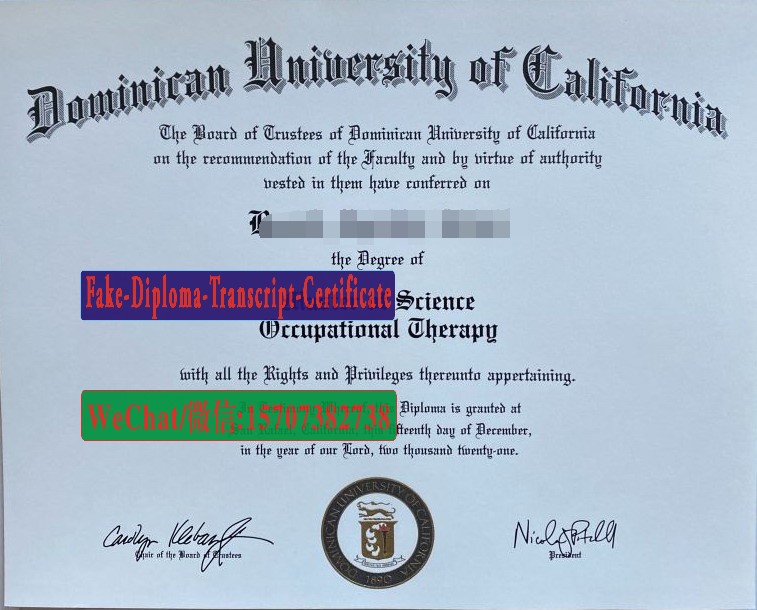 Dominican University of California
The Board of Trustees of Dominican University of California
on the recommendation of the Faculty and by virtue of authority
vested in them have conferred on
the Degree of
Fake-Diploma-Transcript-Certificate
Science
Occupational Therapy
with all the Rights and Privileges thereunto appertaining.
Diploma is granted at
WeChat/微信:15707382738
day of December,
in the year of our Lord, two thousand twenty-one.
DOMINICAN UNIVERSITY OF CALIFORNIA
1890
Chair of the Board of Trustees
President